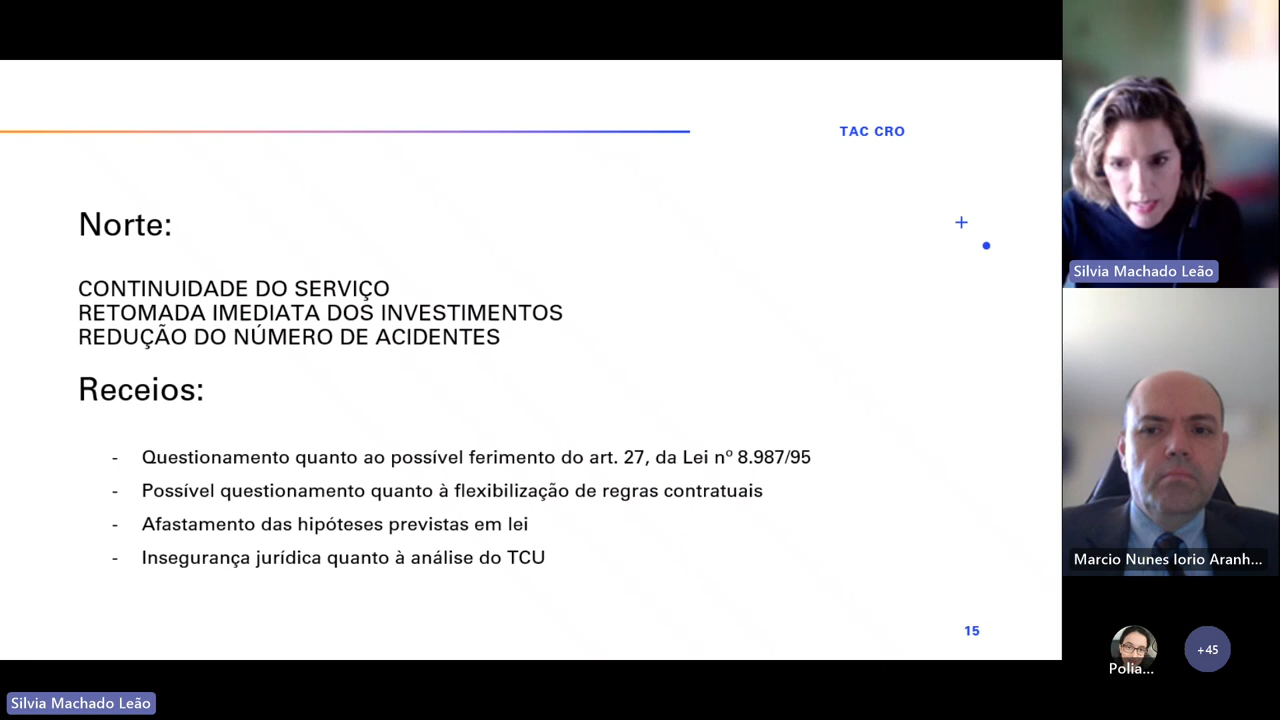 TAC CRO
Norte:
CONTINUIDADE DO SERVIÇO
RETOMADA IMEDIATA DOS INVESTIMENTOS
REDUÇÃO DO NÚMERO DE ACIDENTES
Receios:
- Questionamento quanto ao possível ferimento do art. 27, da Lei nº 8.987/95
- Possível questionamento quanto à flexibilização de regras contratuais
- Afastamento das hipóteses previstas em lei
- Insegurança jurídica quanto à análise do TCU
15
Silvia Machado Leão
Marcio Nunes Iorio Aranh...
Polia...
+45
Silvia Machado Leão